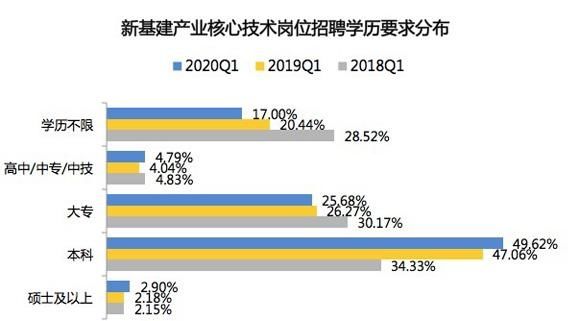 新基建产业核心技术岗位招聘学历要求分布
2020Q1 2019Q1 2018Q1
学历不限
17.00%
20.44%
28.52%
高中/中专/中技
4.79%
4.04%
4.83%
大专
25.68%
26.27%
30.17%
本科
49.62%
47.06%
34.33%
硕士及以上
2.90%
2.18%
2.15%